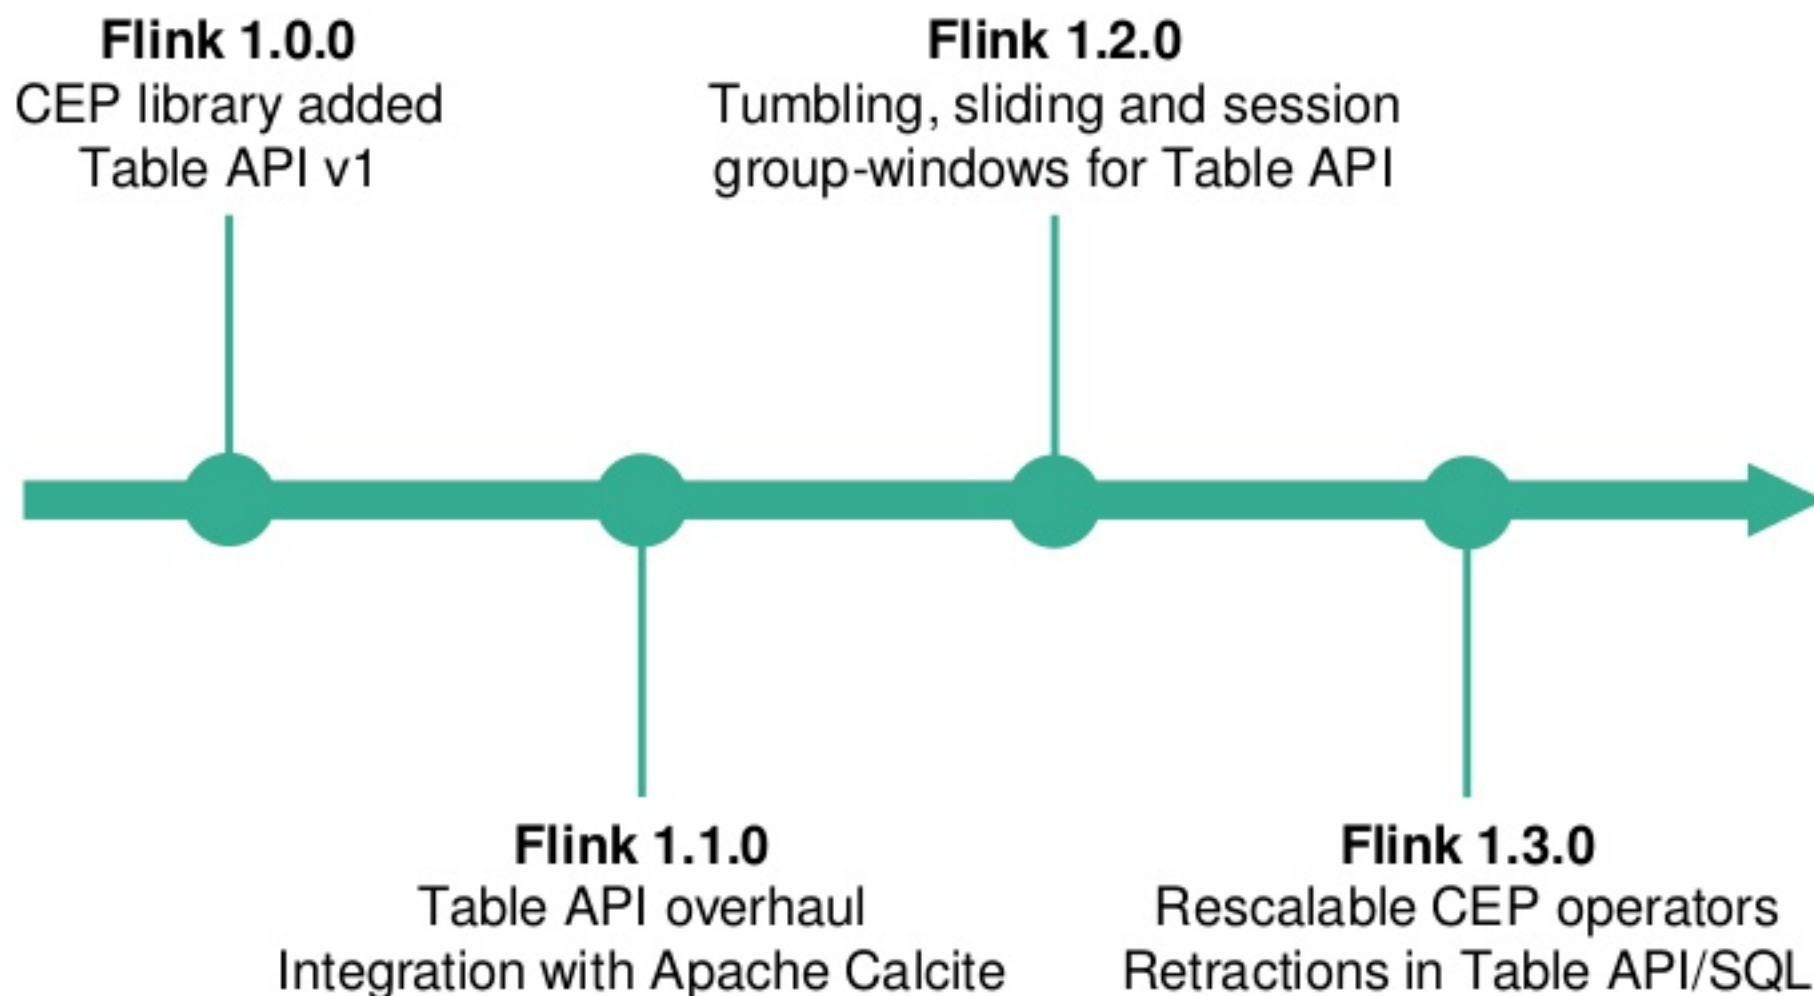 Flink 1.0.0
CEP library added
Table API v1
Flink 1.2.0
Tumbling, sliding and session
group-windows for Table API
Flink 1.1.0
Table API overhaul
Integration with Apache Calcite
Flink 1.3.0
Rescalable CEP operators
Retractions in Table API/SQL